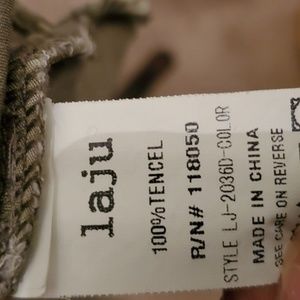 laju
100%TENCEL
R/N# 118050
STYLE LJ-2036D-COLOR
MADE IN CHINA
SEE CARE ON REVERSE